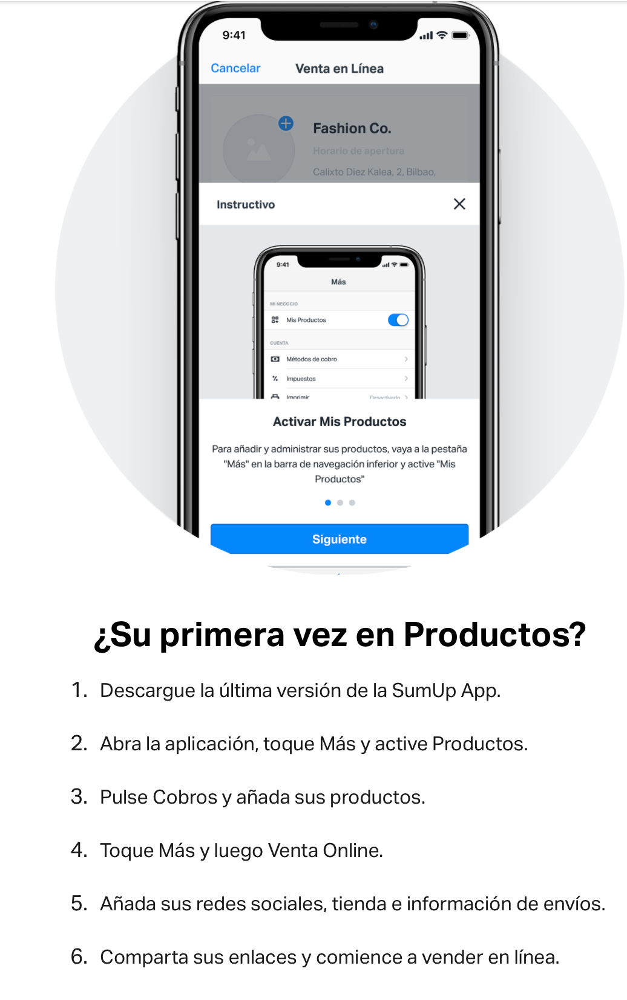 9:41
Cancelar
Venta en Línea
Fashion Co.
Horario de apertura
Calixto Diez Kalea, 2, Bilbao,
Instructivo
9:41
Más
MI NEGOCIO
Mis Productos
CUENTA
Métodos de cobro
Impuestos
Imprimir
Desactivado
Activar Mis Productos
Para añadir y administrar sus productos, vaya a la pestaña
"Más" en la barra de navegación inferior y active "Mis
Productos"
Siguiente
¿Su primera vez en Productos?
1. Descargue la última versión de la SumUp App.
2. Abra la aplicación, toque Más y active Productos.
3. Pulse Cobros y añada sus productos.
4. Toque Más y luego Venta Online.
5. Añada sus redes sociales, tienda e información de envíos.
6. Comparta sus enlaces y comience a vender en línea.